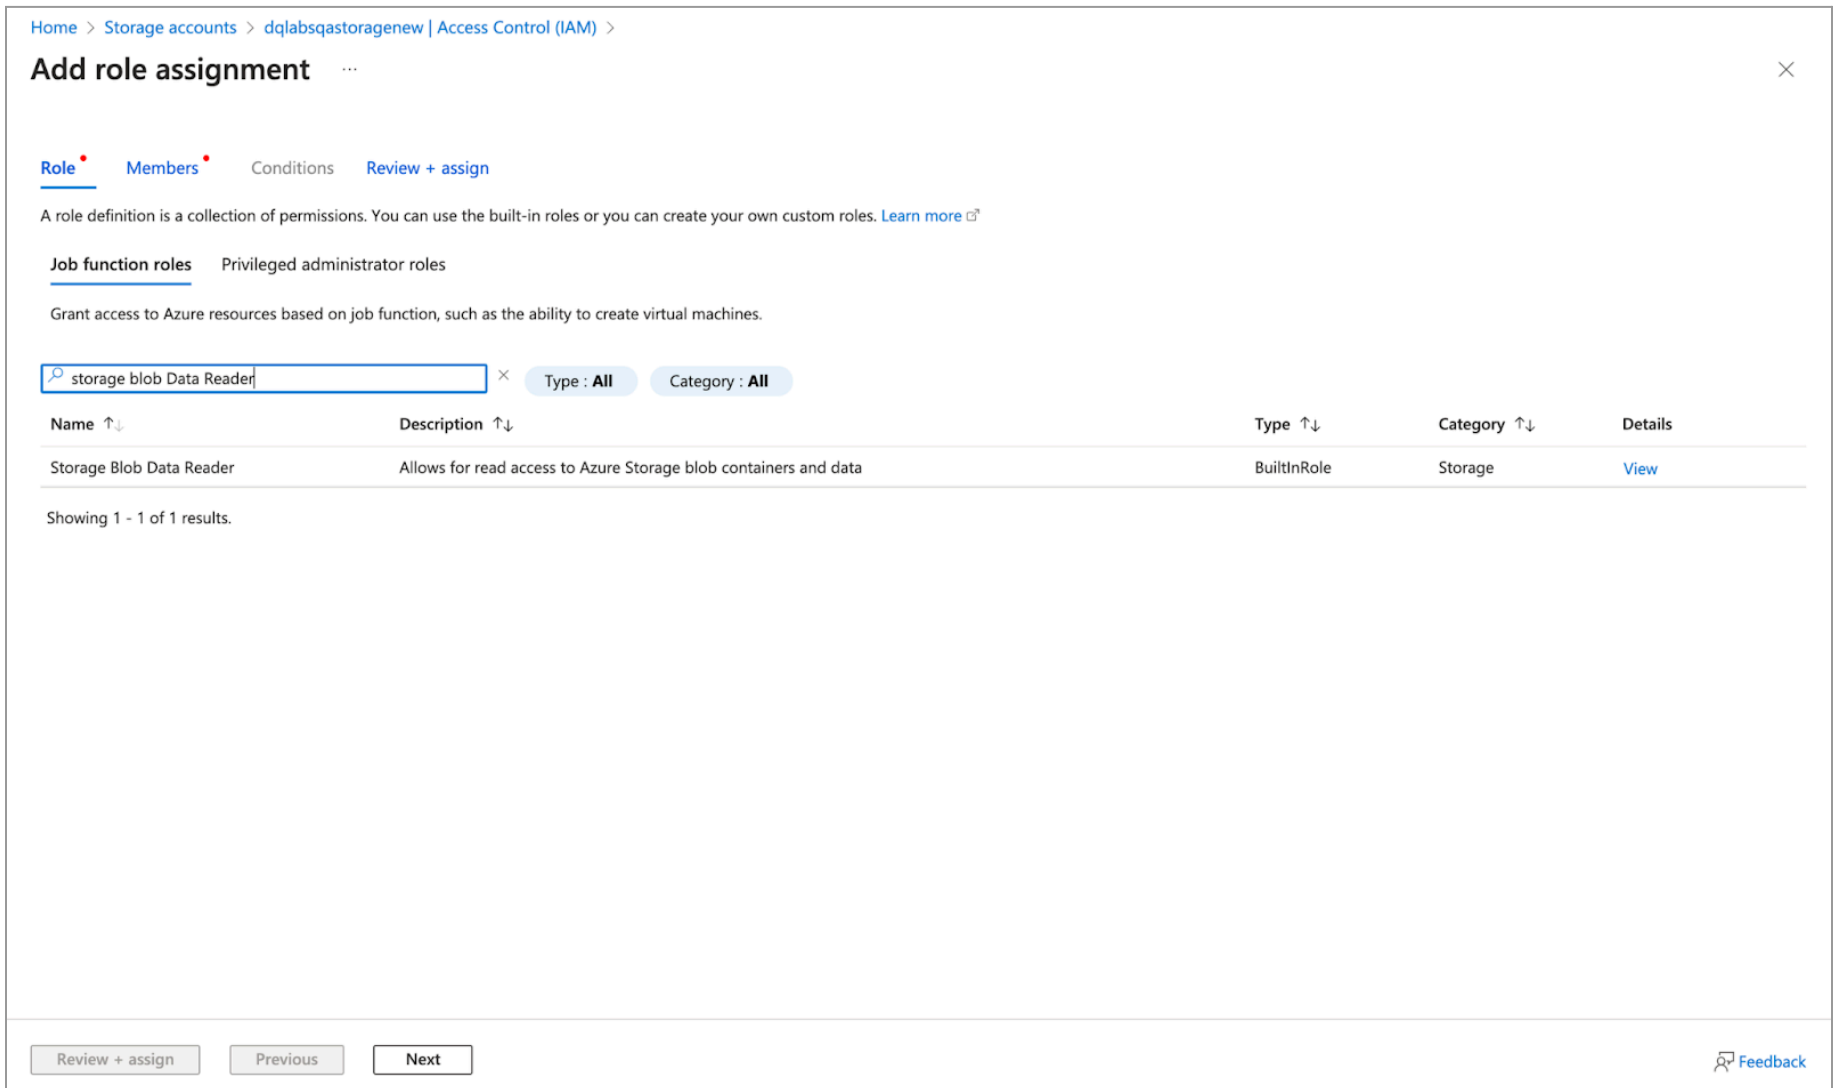 Home > Storage accounts > dqlabsqastoragenew | Access Control (IAM) >
Add role assignment ...
Role Members Conditions Review + assign
A role definition is a collection of permissions. You can use the built-in roles or you can create your own custom roles. Learn more
Job function roles Privileged administrator roles
Grant access to Azure resources based on job function, such as the ability to create virtual machines.
storage blob Data Reader × Type : All Category : All
Name ↑↓ Description ↑↓ Type ↑↓ Category ↑↓ Details
Storage Blob Data Reader Allows for read access to Azure Storage blob containers and data BuiltInRole Storage View
Showing 1 - 1 of 1 results.
Review + assign Previous Next Feedback